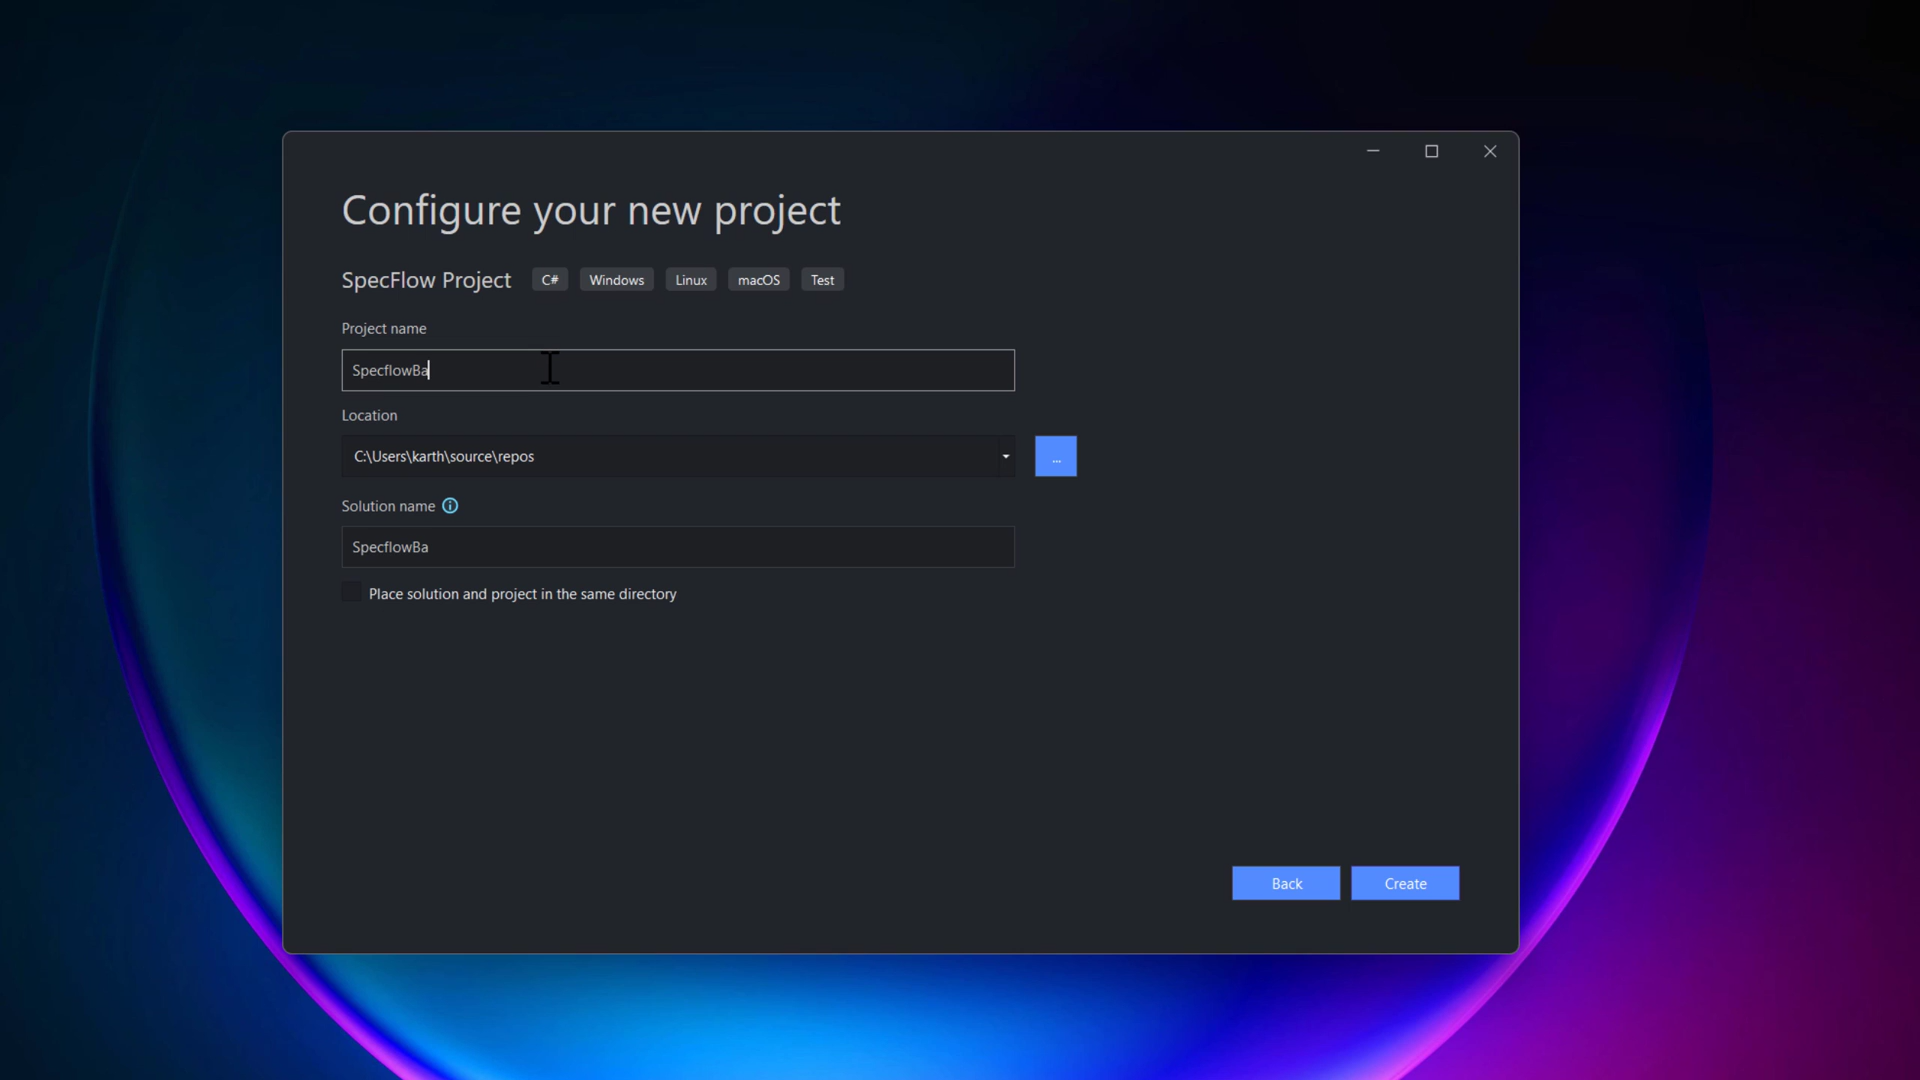 Configure your new project
SpecFlow Project C# Windows Linux macOS Test
Project name
SpecflowBa
Location
C:\Users\karth\source\repos
...
Solution name
SpecflowBa
Place solution and project in the same directory
Back Create